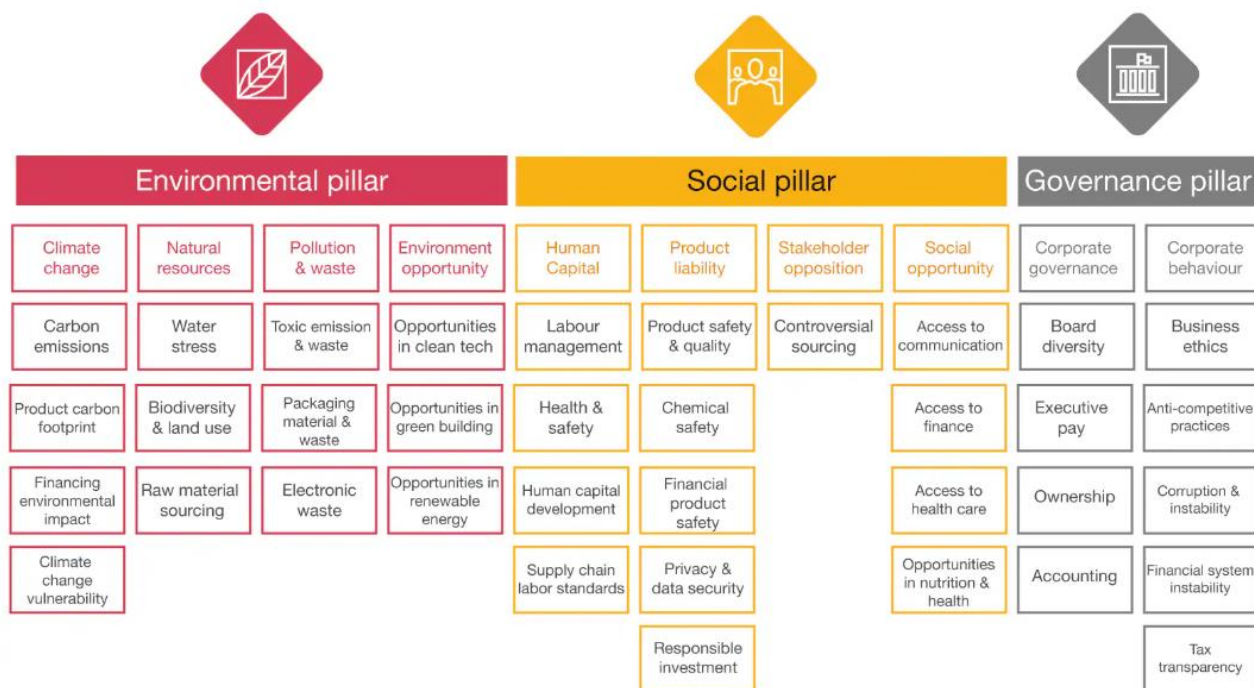 Environmental pillar
Social pillar
Governance pillar
Climate
change
Natural
resources
Pollution
& waste
Environment
opportunity
Human
Capital
Product
liability
Stakeholder
opposition
Social
opportunity
Corporate
governance
Corporate
behaviour
Carbon
emissions
Water
stress
Toxic emission
& waste
Opportunities
in clean tech
Labour
management
Product safety
& quality
Controversial
sourcing
Access to
communication
Board
diversity
Business
ethics
Product carbon
footprint
Biodiversity
& land use
Packaging
material &
waste
Opportunities in
green building
Health &
safety
Chemical
safety
Access to
finance
Executive
pay
Anti-competitive
practices
Financing
environmental
impact
Raw material
sourcing
Electronic
waste
Opportunities in
renewable
energy
Human capital
development
Financial
product
safety
Access to
health care
Ownership
Corruption &
instability
Climate
change
vulnerability
Supply chain
labor standards
Privacy &
data security
Opportunities
in nutrition &
health
Accounting
Financial system
instability
Responsible
investment
Tax
transparency